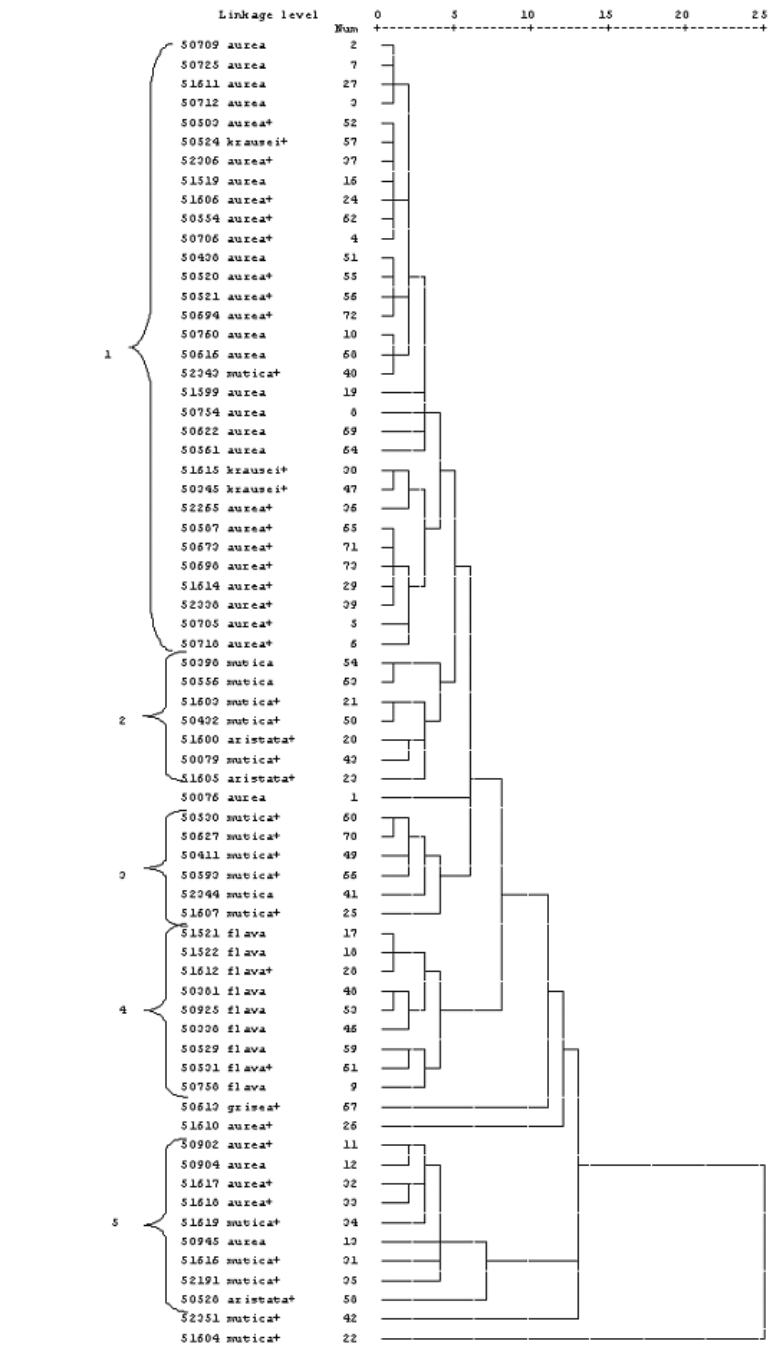 Linkage level 0 5 10 15 20 25
Num
50709 aurea 2
50725 aurea 7
51611 aurea 27
50712 aurea 3
50503 aurea+ 52
50524 krausei+ 57
52306 aurea+ 37
51519 aurea 16
51606 aurea+ 24
50554 aurea+ 62
50706 aurea+ 4
50438 aurea 51
50520 aurea+ 55
50521 aurea+ 56
50694 aurea+ 72
50760 aurea 10
1 50616 aurea 68
52343 mutica+ 40
51599 aurea 19
50754 aurea 8
50622 aurea 69
50561 aurea 64
51615 krausei+ 30
50345 krausei+ 47
52265 aurea+ 36
50587 aurea+ 65
50673 aurea+ 71
50698 aurea+ 73
51614 aurea+ 29
52338 aurea+ 39
50705 aurea+ 5
50718 aurea+ 6
50398 mutica 54
50556 mutica 63
51603 mutica+ 21
2 50432 mutica+ 50
51600 aristata+ 20
50079 mutica+ 43
51605 aristata+ 23
50076 aurea 1
50530 mutica+ 60
50627 mutica+ 70
50411 mutica+ 49
3 50593 mutica+ 66
52344 mutica 41
51607 mutica+ 25
51521 flava 17
51522 flava 18
51612 flava+ 28
50381 flava 48
4 50925 flava 53
50338 flava 46
50529 flava 59
50531 flava+ 61
50758 flava 9
50613 grisea+ 67
51610 aurea+ 26
50902 aurea+ 11
50904 aurea 12
51617 aurea+ 32
51618 aurea+ 33
5 51619 mutica+ 34
50945 aurea 13
51616 mutica+ 31
52191 mutica+ 35
50528 aristata+ 58
52351 mutica+ 42
51604 mutica+ 22